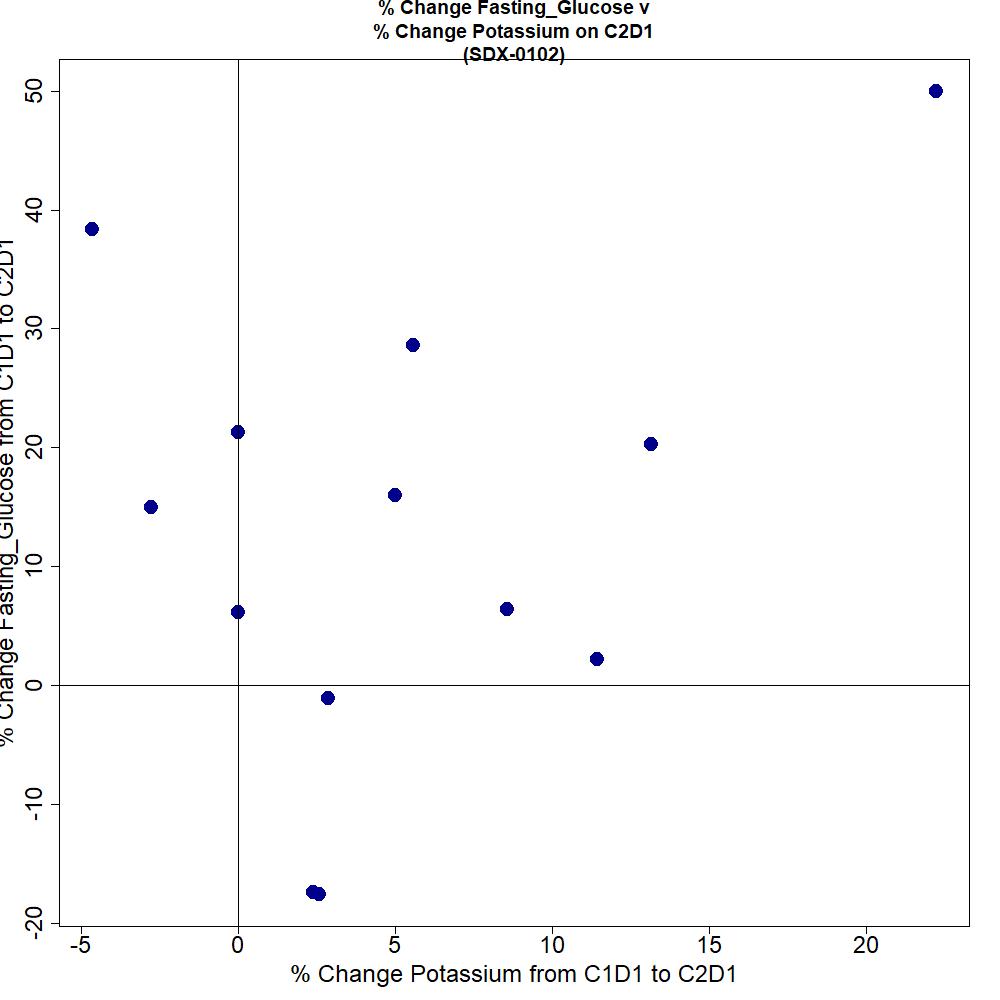 % Change Fasting_Glucose v
% Change Potassium on C2D1
(SDX-0102)
% Change Fasting_Glucose from C1D1 to C2D1
50
40
30
20
10
0
-10
-20
-5
0
5
10
15
20
% Change Potassium from C1D1 to C2D1